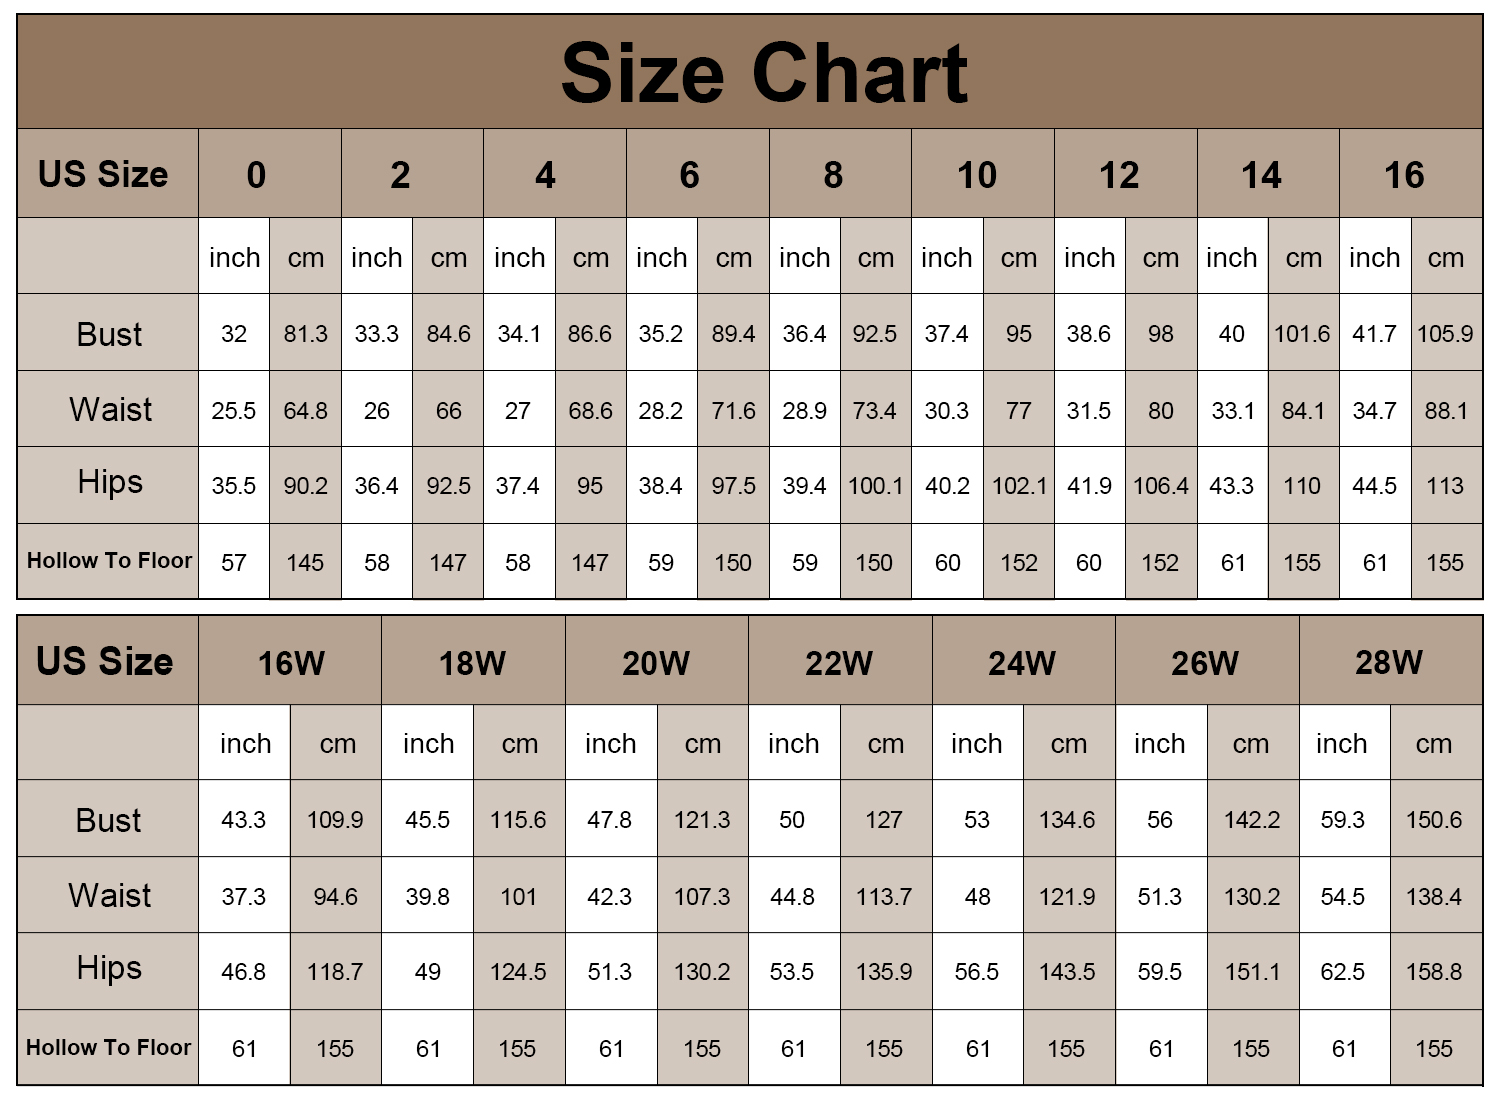 Size Chart
US Size 0 2 4 6 8 10 12 14 16
inch cm inch cm inch cm inch cm inch cm inch cm inch cm inch cm inch cm
Bust 32 81.3 33.3 84.6 34.1 86.6 35.2 89.4 36.4 92.5 37.4 95 38.6 98 40 101.6 41.7 105.9
Waist 25.5 64.8 26 66 27 68.6 28.2 71.6 28.9 73.4 30.3 77 31.5 80 33.1 84.1 34.7 88.1
Hips 35.5 90.2 36.4 92.5 37.4 95 38.4 97.5 39.4 100.1 40.2 102.1 41.9 106.4 43.3 110 44.5 113
Hollow To Floor 57 145 58 147 58 147 59 150 59 150 60 152 60 152 61 155 61 155
US Size 16W 18W 20W 22W 24W 26W 28W
inch cm inch cm inch cm inch cm inch cm inch cm inch cm
Bust 43.3 109.9 45.5 115.6 47.8 121.3 50 127 53 134.6 56 142.2 59.3 150.6
Waist 37.3 94.6 39.8 101 42.3 107.3 44.8 113.7 48 121.9 51.3 130.2 54.5 138.4
Hips 46.8 118.7 49 124.5 51.3 130.2 53.5 135.9 56.5 143.5 59.5 151.1 62.5 158.8
Hollow To Floor 61 155 61 155 61 155 61 155 61 155 61 155 61 155